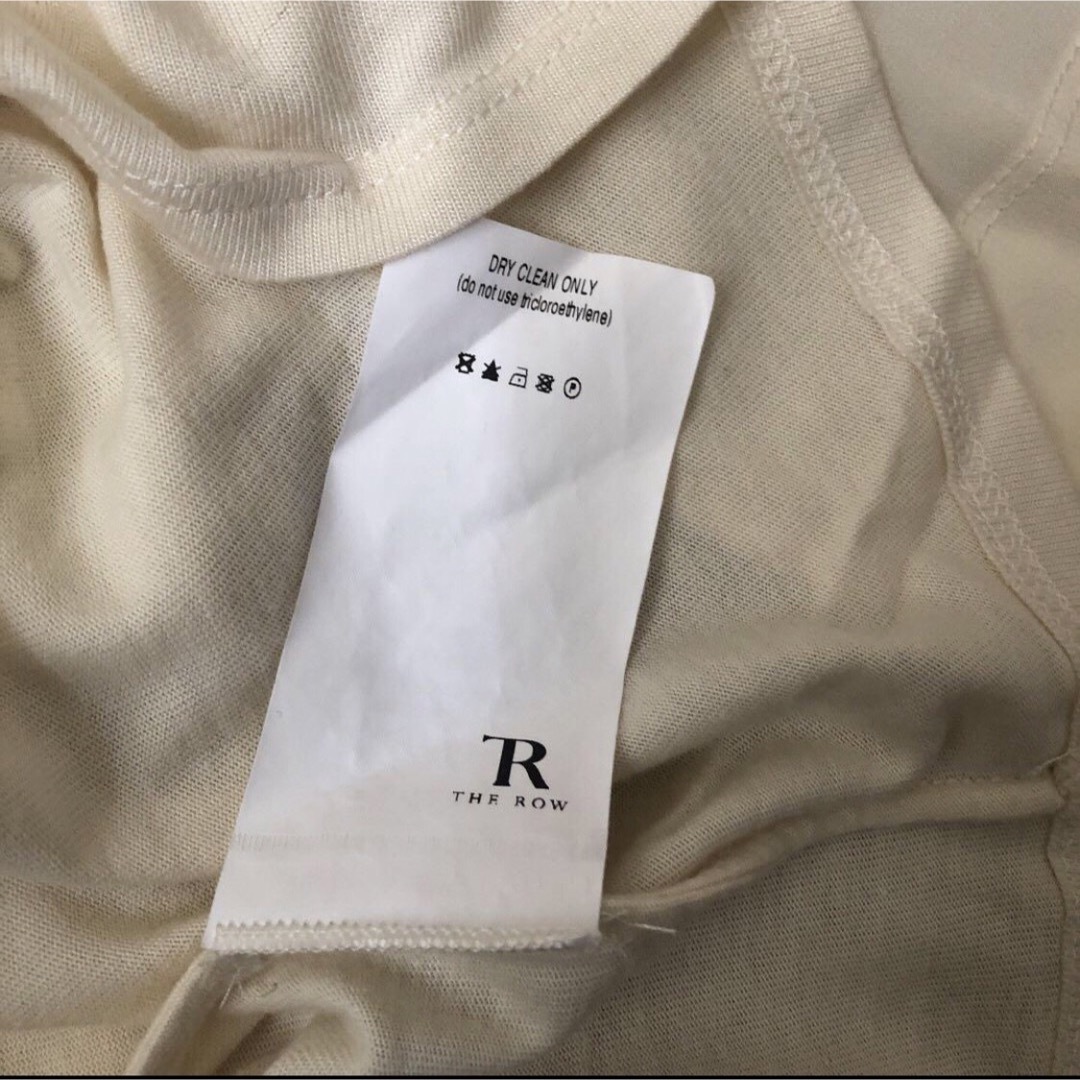 DRY CLEAN ONLY
(do not use tricloroethylene)
P
TR
THE ROW